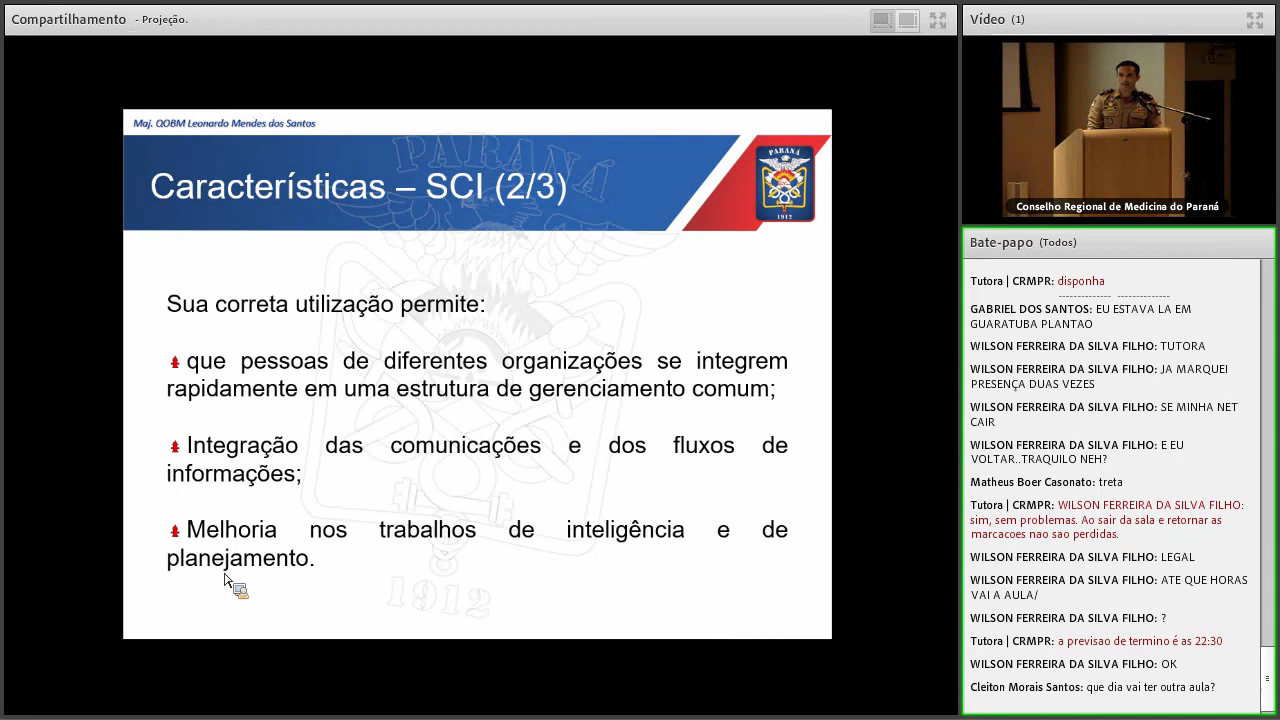 Compartilhamento - Projeção.
Maj. QOBM Leonardo Mendes dos Santos
Características – SCI (2/3)
PARANÁ
1912
Sua correta utilização permite:
que pessoas de diferentes organizações se integrem
rapidamente em uma estrutura de gerenciamento comum;
Integração das comunicações e dos fluxos de
informações;
Melhoria nos trabalhos de inteligência e de
planejamento.
PARANÁ
1912
Vídeo (1)
Conselho Regional de Medicina do Paraná
Bate-papo (Todos)
Tutora | CRMPR: disponha
-------------- --------------
GABRIEL DOS SANTOS: EU ESTAVA LA EM
GUARATUBA PLANTAO
WILSON FERREIRA DA SILVA FILHO: TUTORA
WILSON FERREIRA DA SILVA FILHO: JA MARQUEI
PRESENÇA DUAS VEZES
WILSON FERREIRA DA SILVA FILHO: SE MINHA NET
CAIR
WILSON FERREIRA DA SILVA FILHO: E EU
VOLTAR..TRAQUILO NEH?
Matheus Boer Casonato: treta
Tutora | CRMPR: WILSON FERREIRA DA SILVA FILHO:
sim, sem problemas. Ao sair da sala e retornar as
marcacoes nao sao perdidas.
WILSON FERREIRA DA SILVA FILHO: LEGAL
WILSON FERREIRA DA SILVA FILHO: ATE QUE HORAS
VAI A AULA/
WILSON FERREIRA DA SILVA FILHO: ?
Tutora | CRMPR: a previsao de termino é as 22:30
WILSON FERREIRA DA SILVA FILHO: OK
Cleiton Morais Santos: que dia vai ter outra aula?